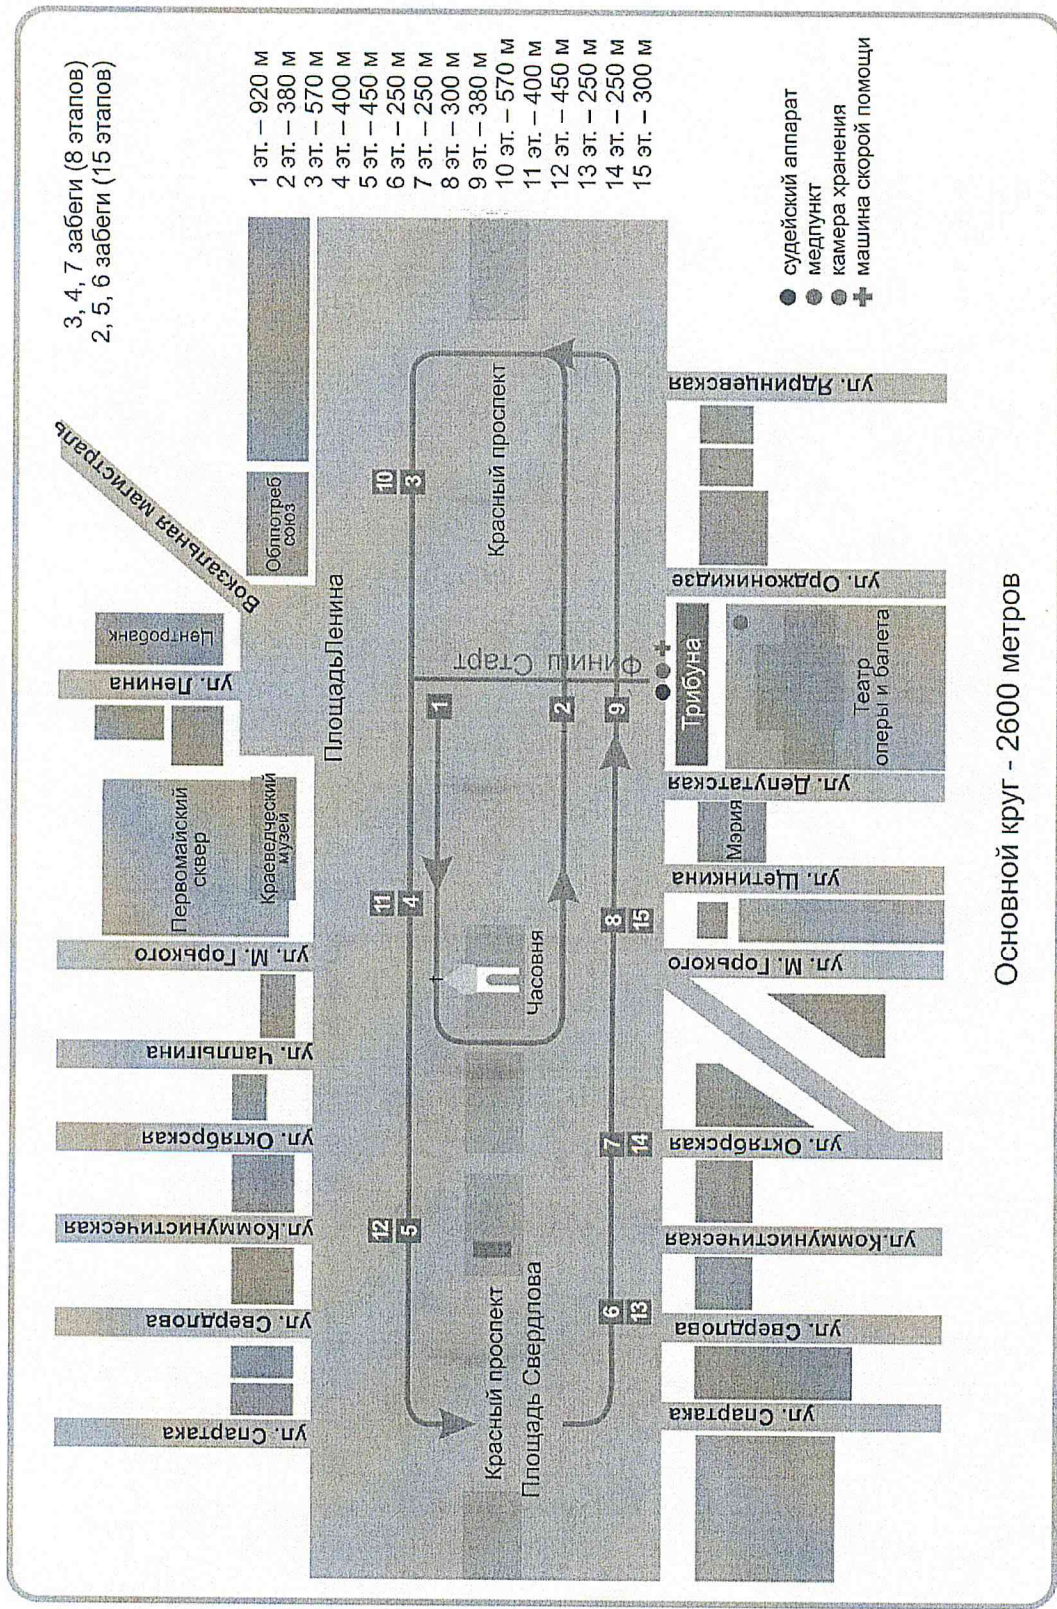 3, 4, 7 забеги (8 этапов)
2, 5, 6 забеги (15 этапов)
1 эт. – 920 м
2 эт. – 380 м
3 эт. – 570 м
4 эт. – 400 м
5 эт. – 450 м
6 эт. – 250 м
7 эт. – 250 м
8 эт. – 300 м
9 эт. – 380 м
10 эт. – 570 м
11 эт. – 400 м
12 эт. – 450 м
13 эт. – 250 м
14 эт. – 250 м
15 эт. – 300 м
ул. Спартака
ул. Свердлова
ул.Коммунистическая
ул. Октябрская
ул. Чаплыгина
ул. М. Горького
Первомайский
сквер
Краеведческий
музей
ул. Ленина
Центробанк
Вокзальная магистраль
Облпотреб
союз
ПлощадьЛенина
12
5
11
4
10
3
1
Часовня
Красный проспект
Красный проспект
Площадь Свердлова
Финиш Старт
2
6
13
7
14
8
15
9
ул. Спартака
ул. Свердлова
ул.Коммунистическая
ул. Октябрская
ул. М. Горького
ул. Щетинкина
Мэрия
ул. Депутатская
Трибуна
Театр
оперы и балета
ул. Орджоникидзе
ул. Ядринцевская
судейский аппарат
медпункт
камера хранения
машина скорой помощи
Основной круг - 2600 метров